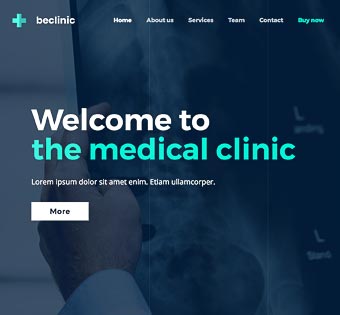 beclinic
Home
About us
Services
Team
Contact
Buy now
L
Welcome to
the medical clinic
Lorem ipsum dolor sit amet enim. Etiam ullamcorper.
More
L